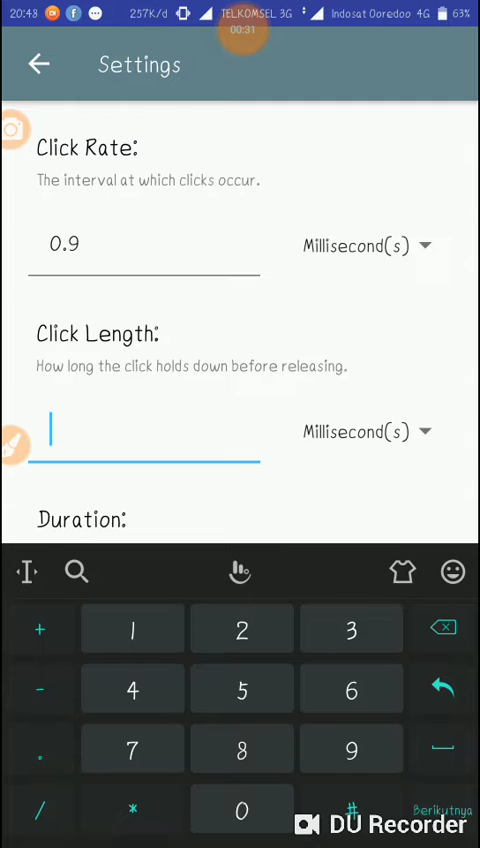 20:48 257K/d TELKOMSEL 3G Indosat Ooredoo 4G 63%
00:31
Settings
Click Rate:
The interval at which clicks occur.
0.9 Millisecond(s)
Click Length:
How long the click holds down before releasing.
Millisecond(s)
Duration:
+ 1 2 3
- 4 5 6
. 7 8 9
/ * 0 # Berikutnya
DU Recorder